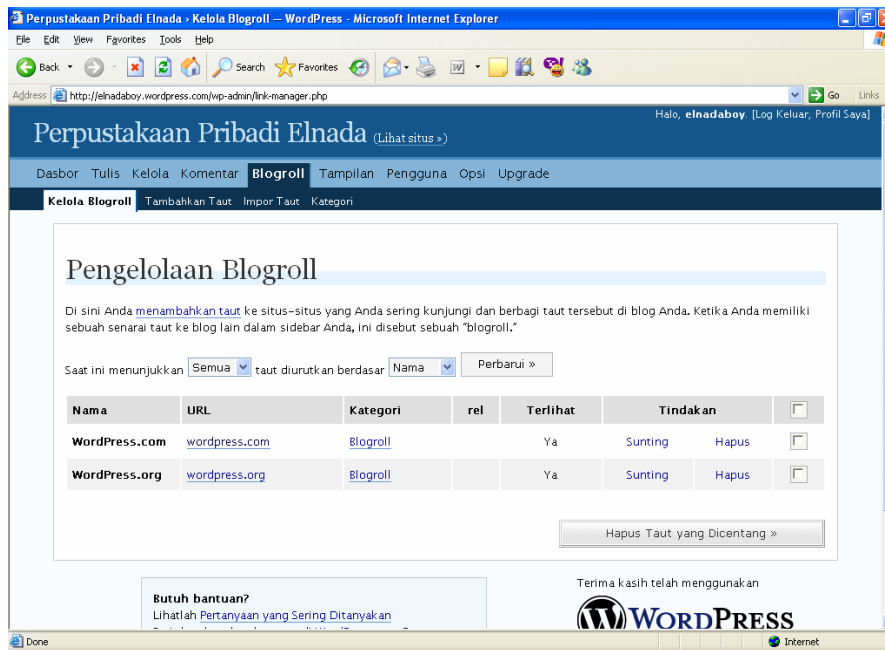 Perpustakaan Pribadi Elnada › Kelola Blogroll — WordPress - Microsoft Internet Explorer
File Edit View Favorites Tools Help
Back Search Favorites
Address http://elnadaboy.wordpress.com/wp-admin/link-manager.php Go Links
Halo, elnadaboy. [Log Keluar, Profil Saya]
Perpustakaan Pribadi Elnada (Lihat situs »)
Dasbor Tulis Kelola Komentar Blogroll Tampilan Pengguna Opsi Upgrade
Kelola Blogroll Tambahkan Taut Impor Taut Kategori
Pengelolaan Blogroll
Di sini Anda menambahkan taut ke situs-situs yang Anda sering kunjungi dan berbagi taut tersebut di blog Anda. Ketika Anda memiliki
sebuah senarai taut ke blog lain dalam sidebar Anda, ini disebut sebuah "blogroll."
Saat ini menunjukkan Semua taut diurutkan berdasar Nama Perbarui »
Nama URL Kategori rel Terlihat Tindakan
WordPress.com wordpress.com Blogroll Ya Sunting Hapus
WordPress.org wordpress.org Blogroll Ya Sunting Hapus
Hapus Taut yang Dicentang »
Butuh bantuan?
Lihatlah Pertanyaan yang Sering Ditanyakan
Terima kasih telah menggunakan
WORDPRESS
Done Internet